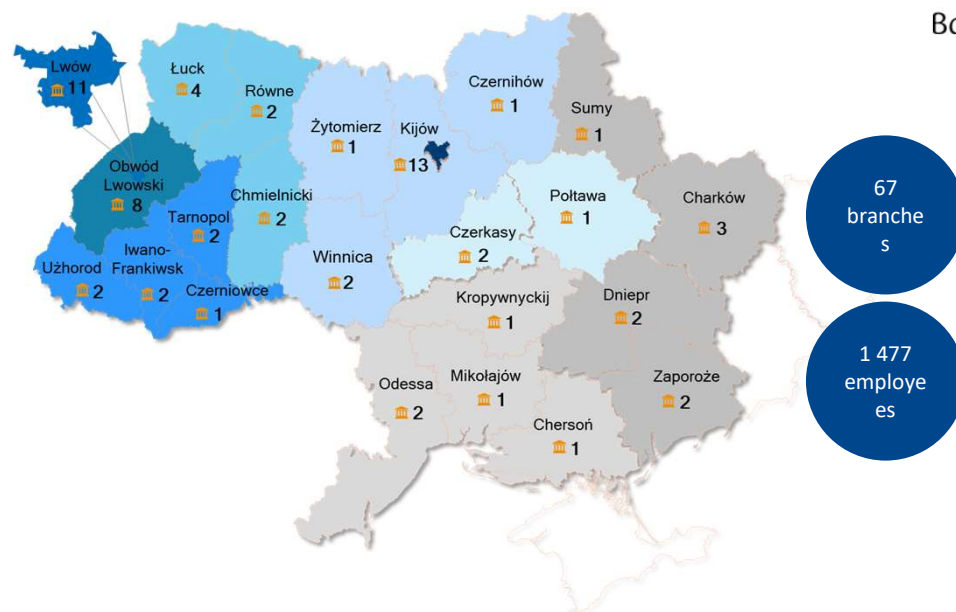 Bo
Lwów
11
Łuck
4
Równe
2
Żytomierz
1
Kijów
13
Czernihów
1
Sumy
1
Obwód
Lwowski
8
Tarnopol
2
Chmielnicki
2
Połtawa
1
Charków
3
Czerkasy
2
Winnica
2
Użhorod
2
Iwano-
Frankiwsk
2
Czerniowce
1
Kropywnyckij
1
Dniepr
2
Odessa
2
Mikołajów
1
Zaporoże
2
Chersoń
1
67
branche
s
1 477
employe
es